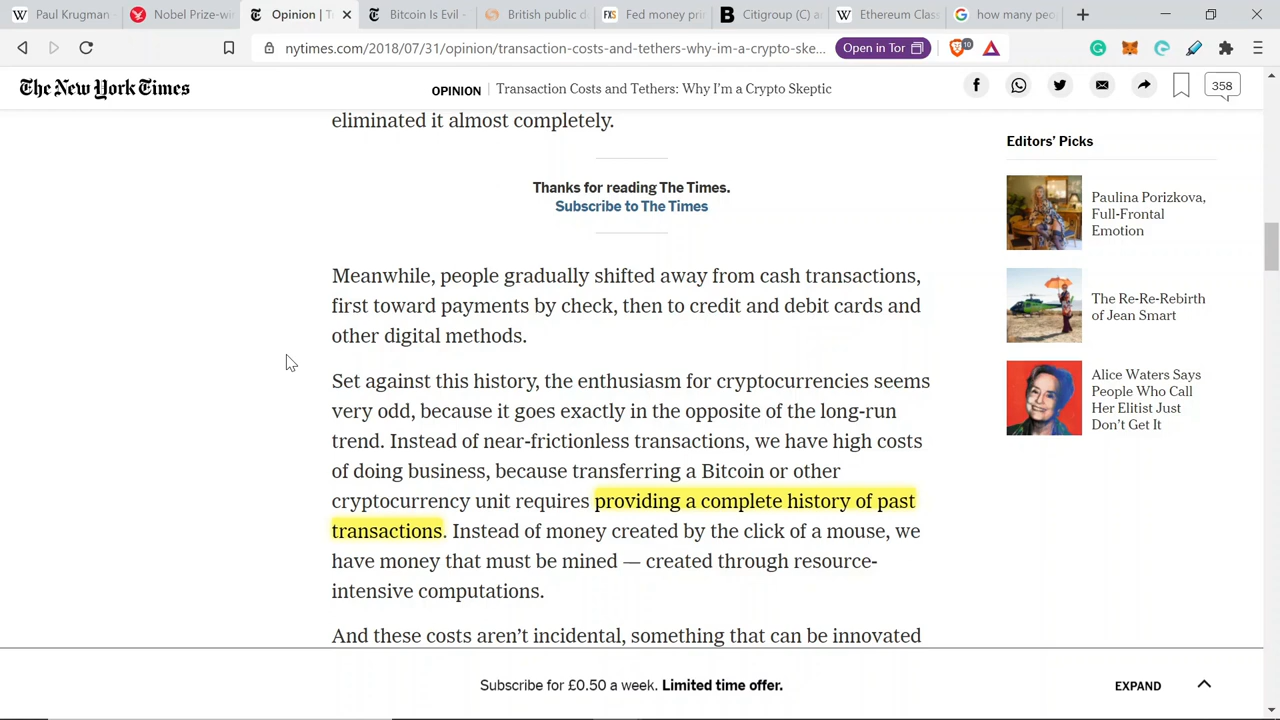 Paul Krugman -
Nobel Prize-wi
Opinion | T
Bitcoin Is Evil -
British public d
FXS
Fed money pri
Citigroup (C) a
Ethereum Clas
how many peo
nytimes.com/2018/07/31/opinion/transaction-costs-and-tethers-why-im-a-crypto-ske...
Open in Tor
10
The New York Times
OPINION | Transaction Costs and Tethers: Why I'm a Crypto Skeptic
358
eliminated it almost completely.
Thanks for reading The Times.
Subscribe to The Times
Meanwhile, people gradually shifted away from cash transactions,
first toward payments by check, then to credit and debit cards and
other digital methods.
Set against this history, the enthusiasm for cryptocurrencies seems
very odd, because it goes exactly in the opposite of the long-run
trend. Instead of near-frictionless transactions, we have high costs
of doing business, because transferring a Bitcoin or other
cryptocurrency unit requires providing a complete history of past
transactions. Instead of money created by the click of a mouse, we
have money that must be mined — created through resource-
intensive computations.
And these costs aren't incidental, something that can be innovated
Editors' Picks
Paulina Porizkova,
Full-Frontal
Emotion
The Re-Re-Rebirth
of Jean Smart
Alice Waters Says
People Who Call
Her Elitist Just
Don't Get It
Subscribe for £0.50 a week. Limited time offer.
EXPAND